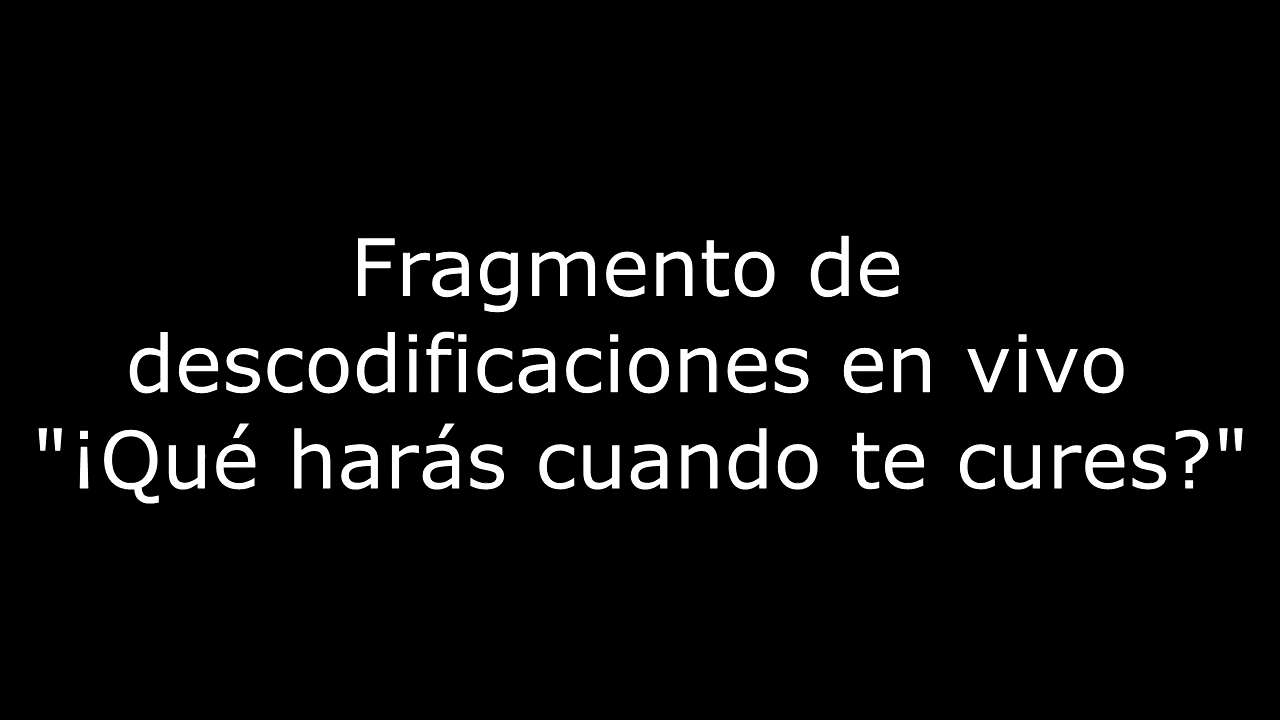 Fragmento de
descodificaciones en vivo
"¡Qué harás cuando te cures?"